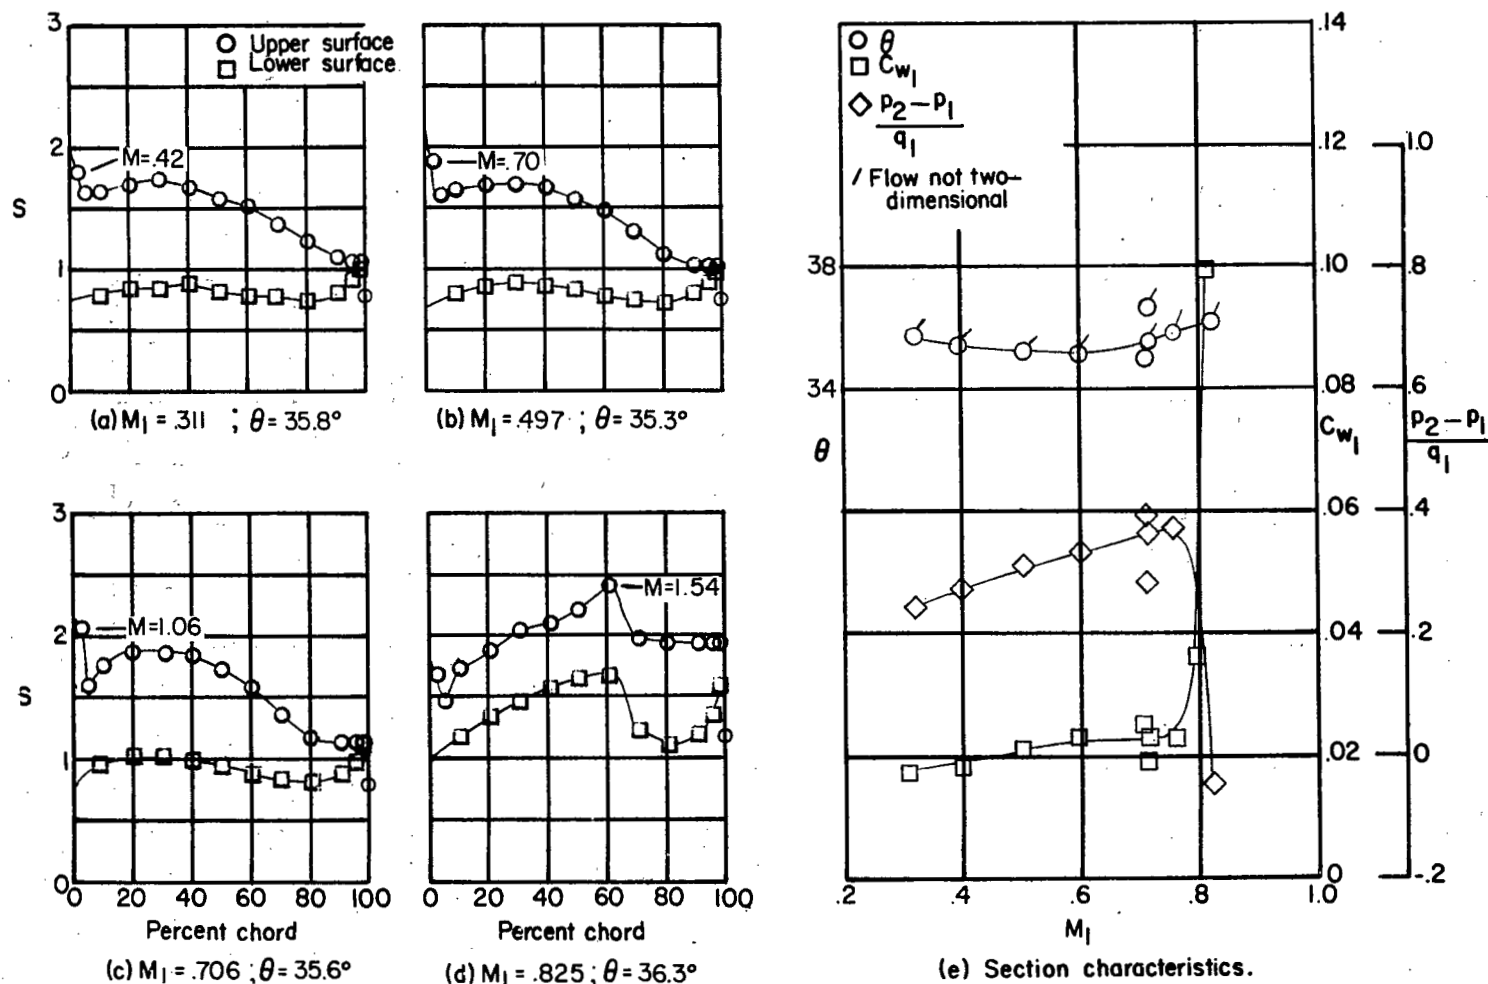 3
2
S
1
0
Upper surface
Lower surface
M=.42
(a) M₁ = .311 ; θ = 35.8°
M=.70
(b) M₁ = .497 ; θ = 35.3°
3
2
S
1
0
M=1.06
0 20 40 60 80 100
Percent chord
(c) M₁ = .706 ; θ = 35.6°
M=1.54
0 20 40 60 80 100
Percent chord
(d) M₁ = .825 ; θ = 36.3°
θ
C_w₁
p₂ – p₁
q₁
/ Flow not two-
dimensional
38
34
θ
.14
.12
.10
.08
C_w₁
.06
.04
.02
0
1.0
.8
.6
p₂ – p₁
q₁
.4
.2
0
-.2
.2 .4 .6 .8 1.0
M₁
(e) Section characteristics.